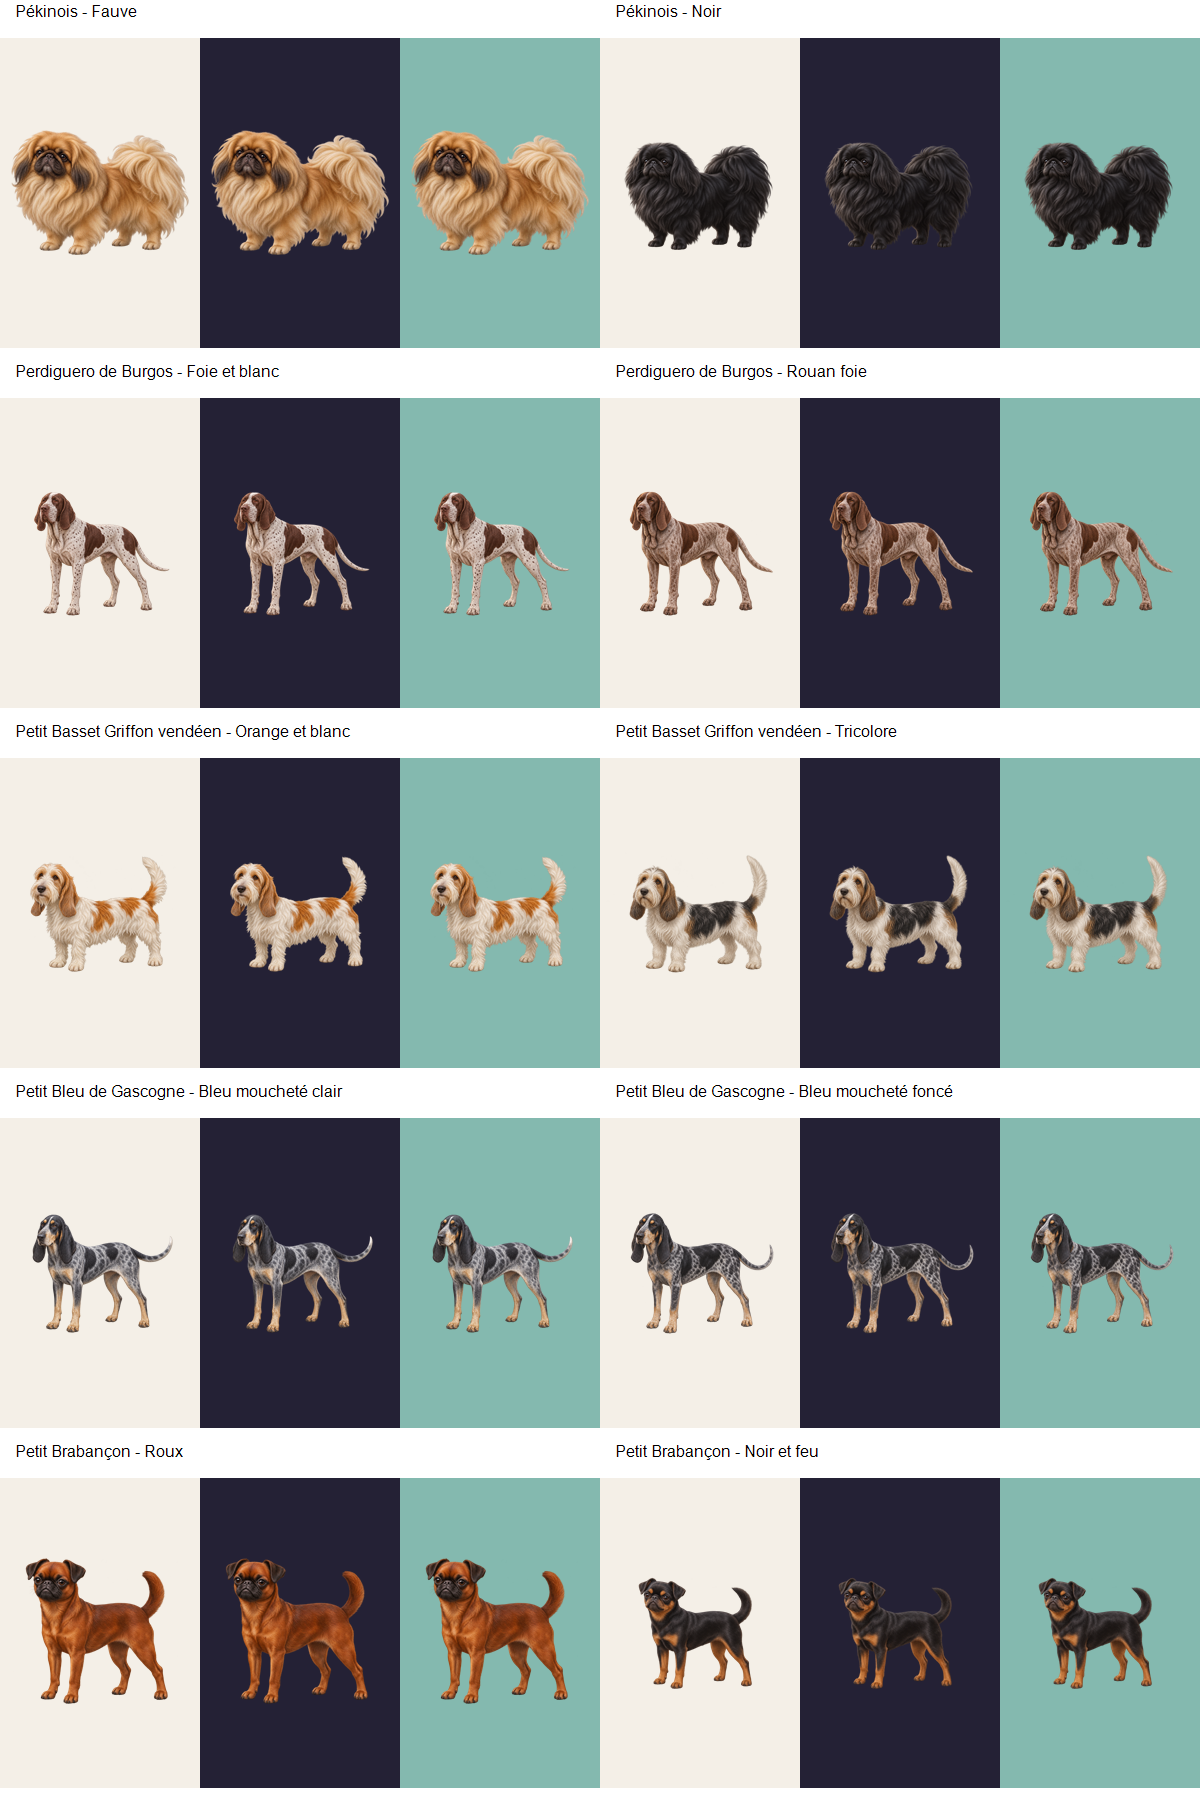 Pékinois - Fauve
Pékinois - Noir
Perdiguero de Burgos - Foie et blanc
Perdiguero de Burgos - Rouan foie
Petit Basset Griffon vendéen - Orange et blanc
Petit Basset Griffon vendéen - Tricolore
Petit Bleu de Gascogne - Bleu moucheté clair
Petit Bleu de Gascogne - Bleu moucheté foncé
Petit Brabançon - Roux
Petit Brabançon - Noir et feu